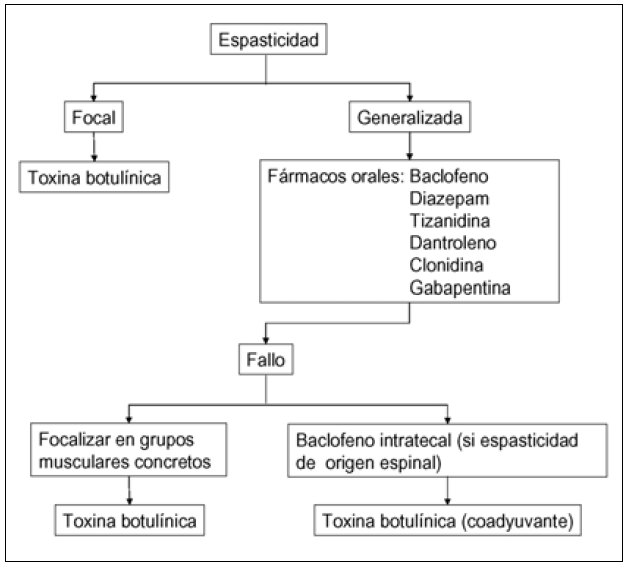 Espasticidad
Focal
Generalizada
Toxina botulínica
Fármacos orales: Baclofeno
Diazepam
Tizanidina
Dantroleno
Clonidina
Gabapentina
Fallo
Focalizar en grupos
musculares concretos
Baclofeno intratecal (si espasticidad
de origen espinal)
Toxina botulínica
Toxina botulínica (coadyuvante)